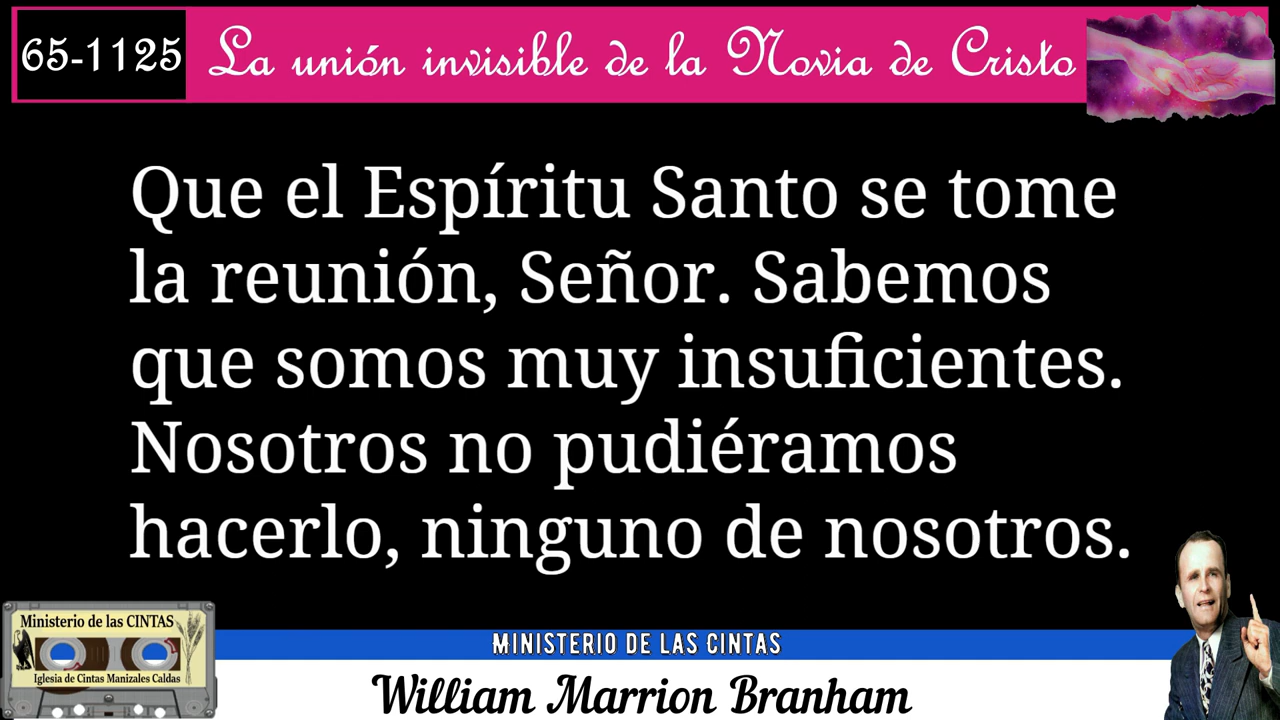 65-1125
La unión invisible de la Novia de Cristo
Que el Espíritu Santo se tome
la reunión, Señor. Sabemos
que somos muy insuficientes.
Nosotros no pudiéramos
hacerlo, ninguno de nosotros.
Ministerio de las CINTAS
Iglesia de Cintas Manizales Caldas
MINISTERIO DE LAS CINTAS
William Marrion Branham